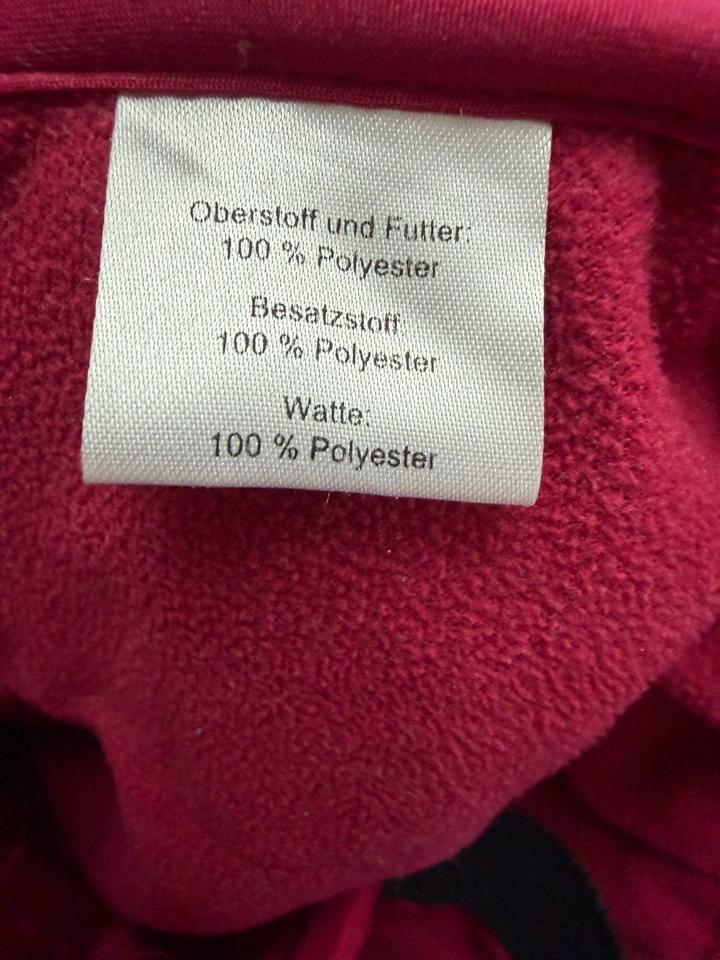 Oberstoff und Futter:
100 % Polyester
Besatzstoff
100 % Polyester
Watte:
100 % Polyester